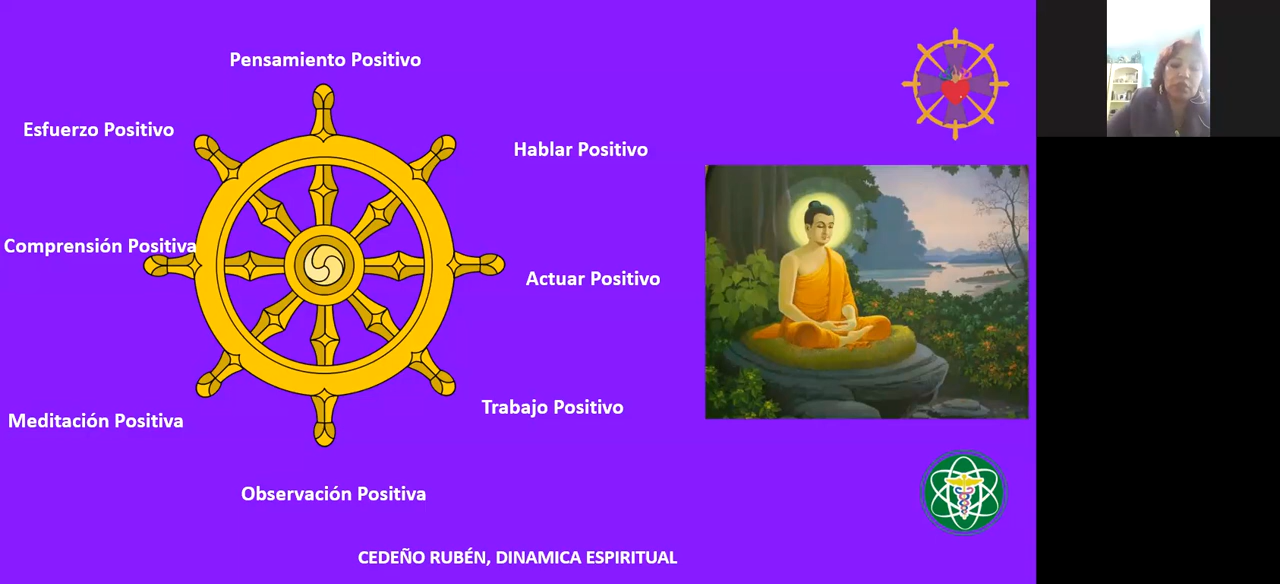 Pensamiento Positivo
Esfuerzo Positivo
Hablar Positivo
Comprensión Positiva
Actuar Positivo
Trabajo Positivo
Meditación Positiva
Observación Positiva
CEDEÑO RUBÉN, DINAMICA ESPIRITUAL